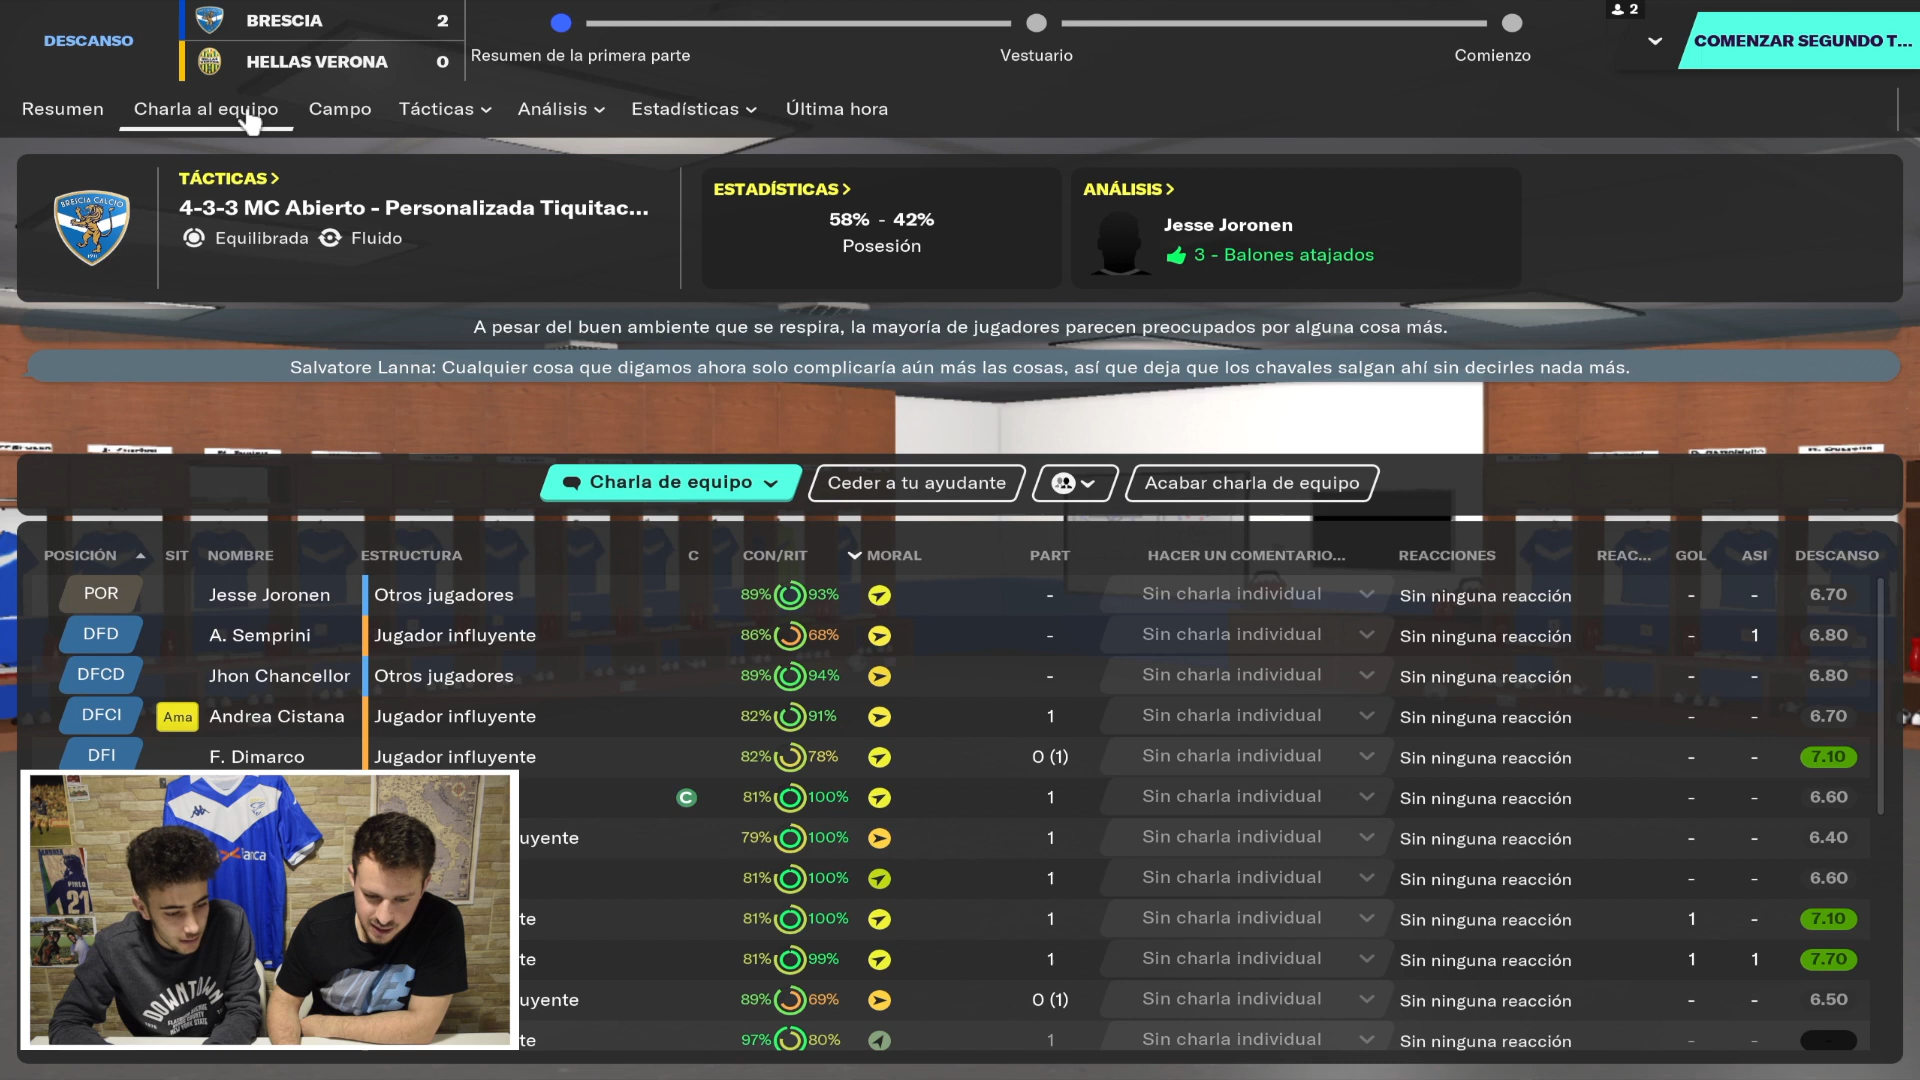 DESCANSO
BRESCIA 2
HELLAS VERONA 0
Resumen de la primera parte
Vestuario
Comienzo
2
COMENZAR SEGUNDO T...
Resumen
Charla al equipo
Campo
Tácticas
Análisis
Estadísticas
Última hora
BRESCIA CALCIO
1911
TÁCTICAS >
4-3-3 MC Abierto - Personalizada Tiquitac...
Equilibrada
Fluido
ESTADÍSTICAS >
58% - 42%
Posesión
ANÁLISIS >
Jesse Joronen
3 - Balones atajados
A pesar del buen ambiente que se respira, la mayoría de jugadores parecen preocupados por alguna cosa más.
Salvatore Lanna: Cualquier cosa que digamos ahora solo complicaría aún más las cosas, así que deja que los chavales salgan ahí sin decirles nada más.
Charla de equipo
Ceder a tu ayudante
Acabar charla de equipo
POSICIÓN SIT NOMBRE ESTRUCTURA C CON/RIT MORAL PART HACER UN COMENTARIO... REACCIONES REAC... GOL ASI DESCANSO
POR Jesse Joronen Otros jugadores 89% 93% - Sin charla individual Sin ninguna reacción - - 6.70
DFD A. Semprini Jugador influyente 86% 68% - Sin charla individual Sin ninguna reacción - 1 6.80
DFCD Jhon Chancellor Otros jugadores 89% 94% - Sin charla individual Sin ninguna reacción - - 6.80
DFCI Ama Andrea Cistana Jugador influyente 82% 91% 1 Sin charla individual Sin ninguna reacción - - 6.70
DFI F. Dimarco Jugador influyente 82% 78% 0 (1) Sin charla individual Sin ninguna reacción - - 7.10
C 81% 100% 1 Sin charla individual Sin ninguna reacción - - 6.60
uyente 79% 100% 1 Sin charla individual Sin ninguna reacción - - 6.40
81% 100% 1 Sin charla individual Sin ninguna reacción - - 6.60
te 81% 100% 1 Sin charla individual Sin ninguna reacción 1 - 7.10
te 81% 99% 1 Sin charla individual Sin ninguna reacción 1 1 7.70
uyente 89% 69% 0 (1) Sin charla individual Sin ninguna reacción - - 6.50
te 97% 80% 1 Sin charla individual Sin ninguna reacción - - -
21
DOWNTOWN